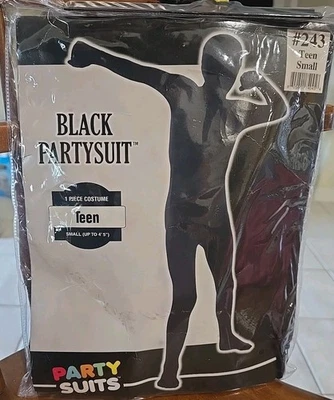 #243
Teen
Small
BLACK
PARTYSUIT™
1 PIECE COSTUME
Teen
SMALL (UP TO 4' 5")
PARTY
SUITS